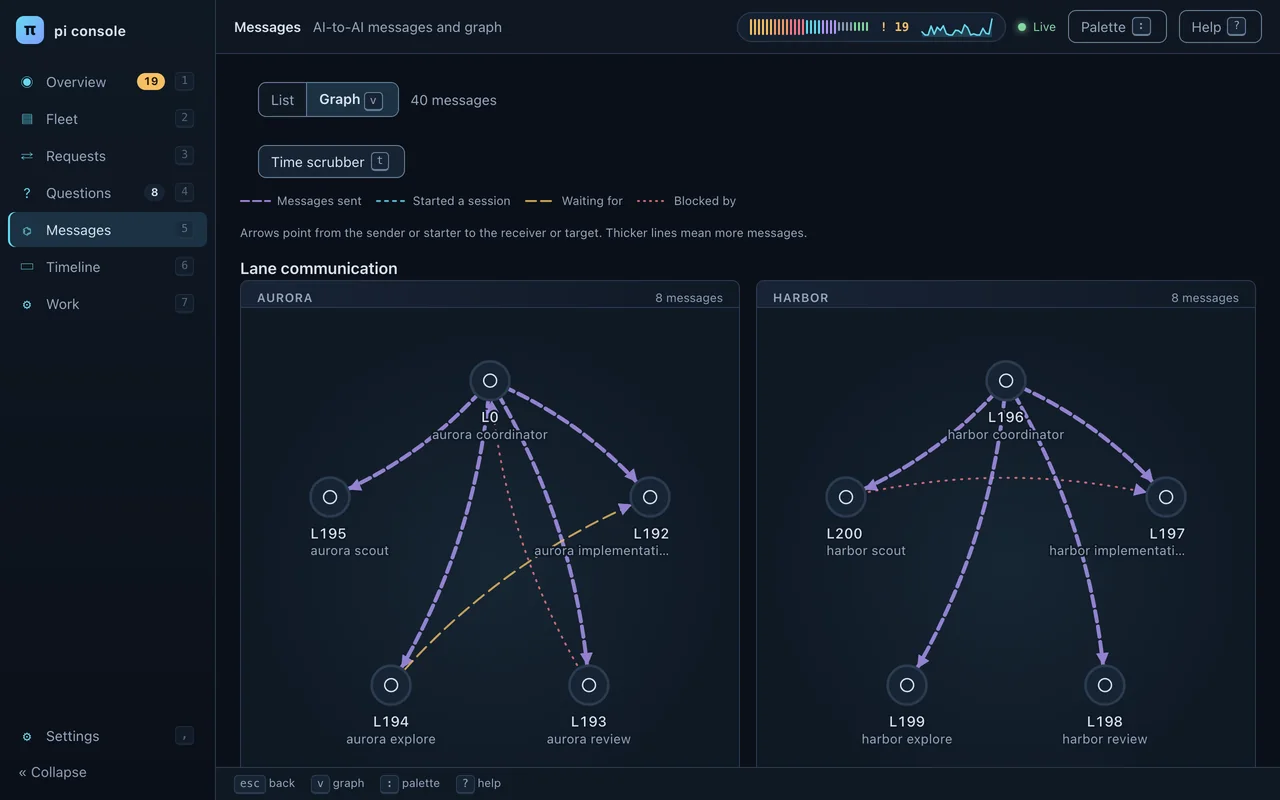 π pi console
Overview 19 1
Fleet 2
Requests 3
? Questions 8 4
Messages 5
Timeline 6
Work 7
Settings ,
« Collapse
Messages AI-to-AI messages and graph
! 19
Live
Palette :
Help ?
List Graph v 40 messages
Time scrubber t
Messages sent Started a session Waiting for Blocked by
Arrows point from the sender or starter to the receiver or target. Thicker lines mean more messages.
Lane communication
AURORA 8 messages
L0
aurora coordinator
L195
aurora scout
L192
aurora implementati...
L194
aurora explore
L193
aurora review
HARBOR 8 messages
L196
harbor coordinator
L200
harbor scout
L197
harbor implementati...
L199
harbor explore
L198
harbor review
esc back v graph : palette ? help